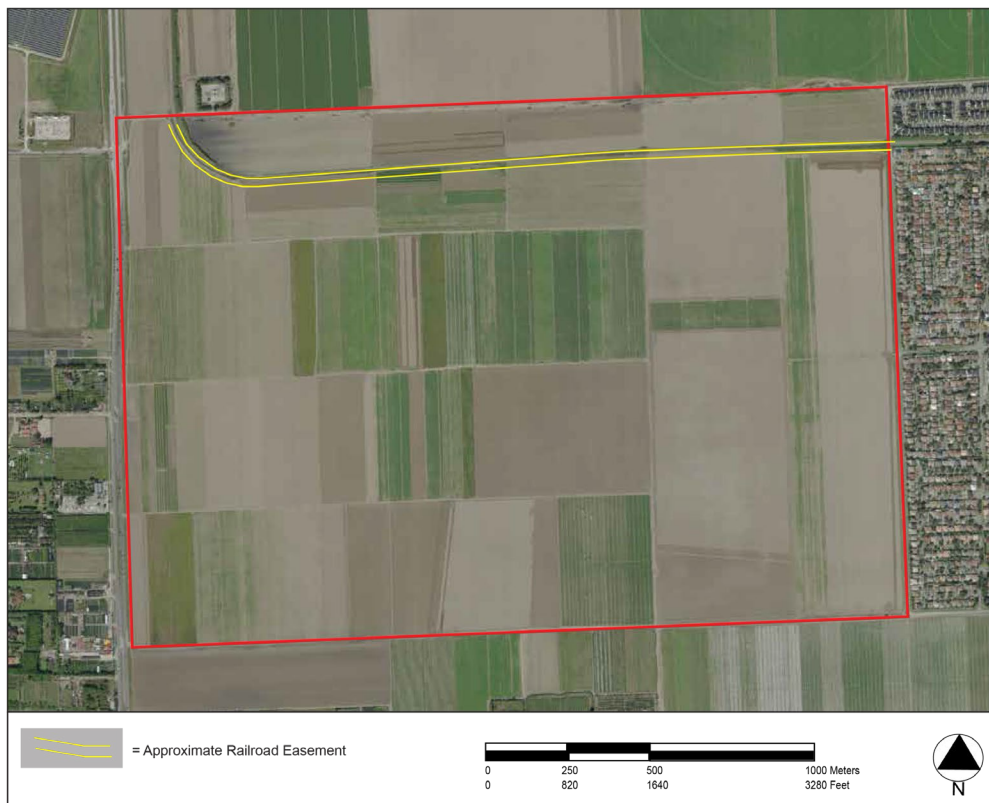 = Approximate Railroad Easement
0 250 500 1000 Meters
0 820 1640 3280 Feet
N